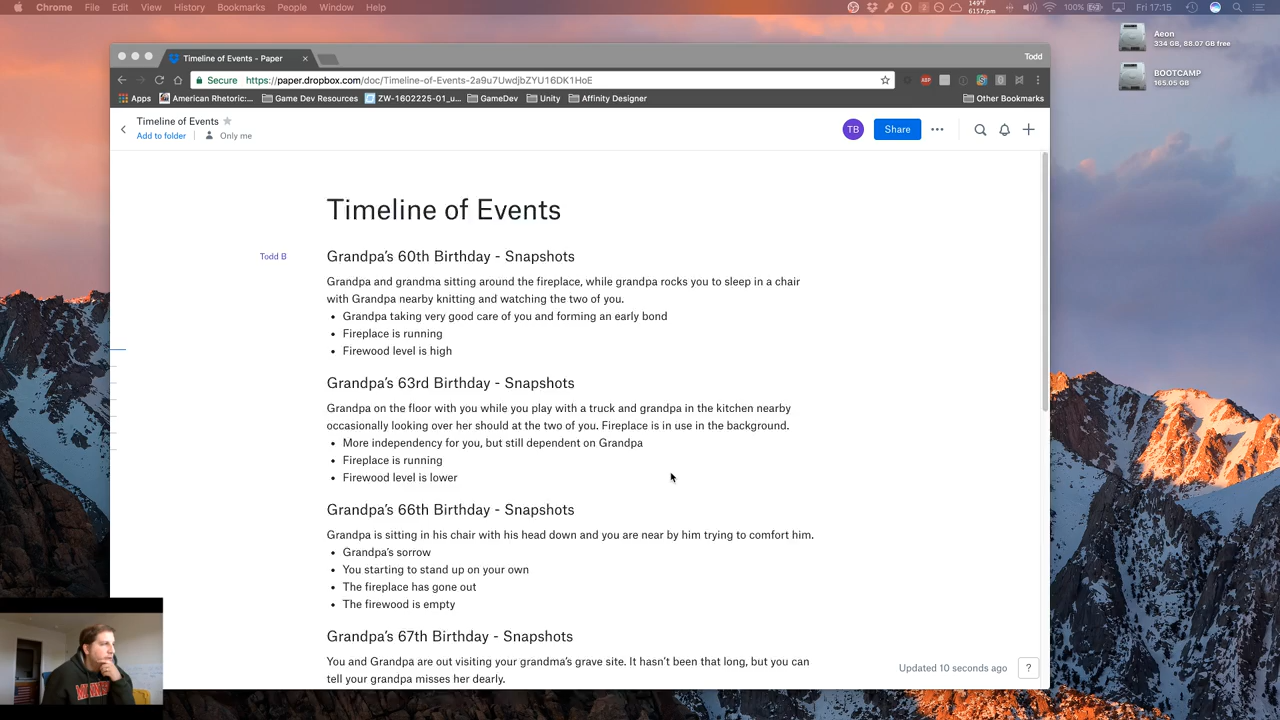 Chrome File Edit View History Bookmarks People Window Help
149°F
6157rpm
100%
Fri 17:15
Aeon
334 GB, 88.07 GB free
BOOTCAMP
165.05 GB
Timeline of Events - Paper
Todd
Secure https://paper.dropbox.com/doc/Timeline-of-Events-2a9u7UwdjbZYU16DK1HoE
ABP
Apps American Rhetoric:... Game Dev Resources ZW-1602225-01_u... GameDev Unity Affinity Designer Other Bookmarks
Timeline of Events
Add to folder Only me
TB Share
Timeline of Events
Todd B
Grandpa's 60th Birthday - Snapshots
Grandpa and grandma sitting around the fireplace, while grandpa rocks you to sleep in a chair
with Grandpa nearby knitting and watching the two of you.
• Grandpa taking very good care of you and forming an early bond
• Fireplace is running
• Firewood level is high
Grandpa's 63rd Birthday - Snapshots
Grandpa on the floor with you while you play with a truck and grandpa in the kitchen nearby
occasionally looking over her should at the two of you. Fireplace is in use in the background.
• More independency for you, but still dependent on Grandpa
• Fireplace is running
• Firewood level is lower
Grandpa's 66th Birthday - Snapshots
Grandpa is sitting in his chair with his head down and you are near by him trying to comfort him.
• Grandpa's sorrow
• You starting to stand up on your own
• The fireplace has gone out
• The firewood is empty
Grandpa's 67th Birthday - Snapshots
You and Grandpa are out visiting your grandma's grave site. It hasn't been that long, but you can
tell your grandpa misses her dearly.
Updated 10 seconds ago
?